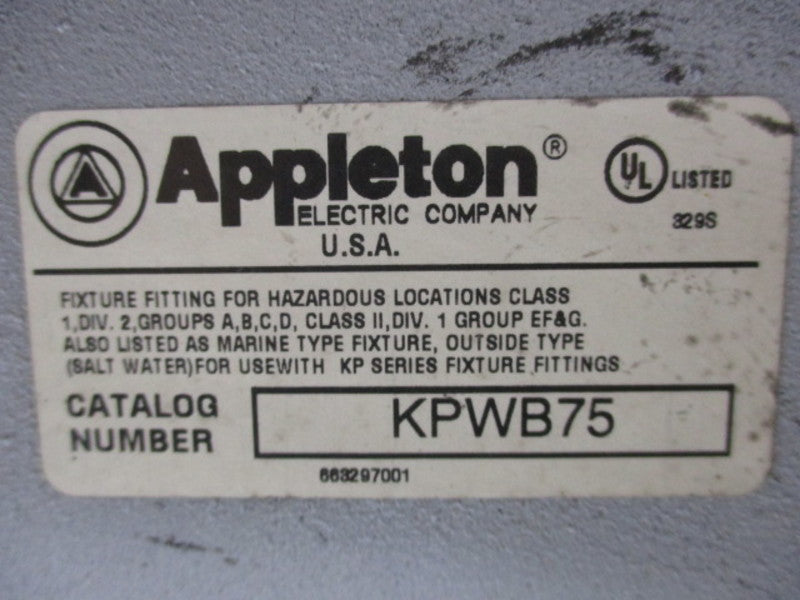 A Appleton® UL LISTED
ELECTRIC COMPANY 329S
U.S.A.
FIXTURE FITTING FOR HAZARDOUS LOCATIONS CLASS
1,DIV. 2,GROUPS A,B,C,D, CLASS II,DIV. 1 GROUP EF&G.
ALSO LISTED AS MARINE TYPE FIXTURE, OUTSIDE TYPE
(SALT WATER)FOR USEWITH KP SERIES FIXTURE FITTINGS
CATALOG
NUMBER
KPWB75
663297001